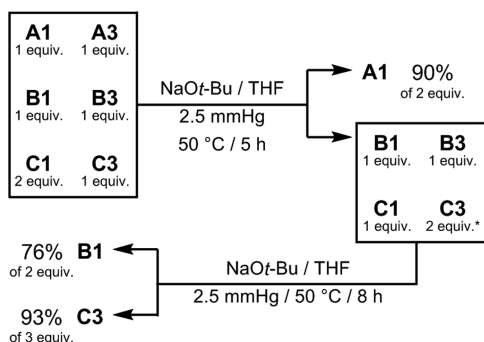 A1 A3
1 equiv. 1 equiv.
B1 B3
1 equiv. 1 equiv.
C1 C3
2 equiv. 1 equiv.
NaOt-Bu / THF
2.5 mmHg
50 °C / 5 h
A1 90%
of 2 equiv.
B1 B3
1 equiv. 1 equiv.
C1 C3
1 equiv. 2 equiv.*
76% B1
of 2 equiv.
93% C3
of 3 equiv.
NaOt-Bu / THF
2.5 mmHg / 50 °C / 8 h